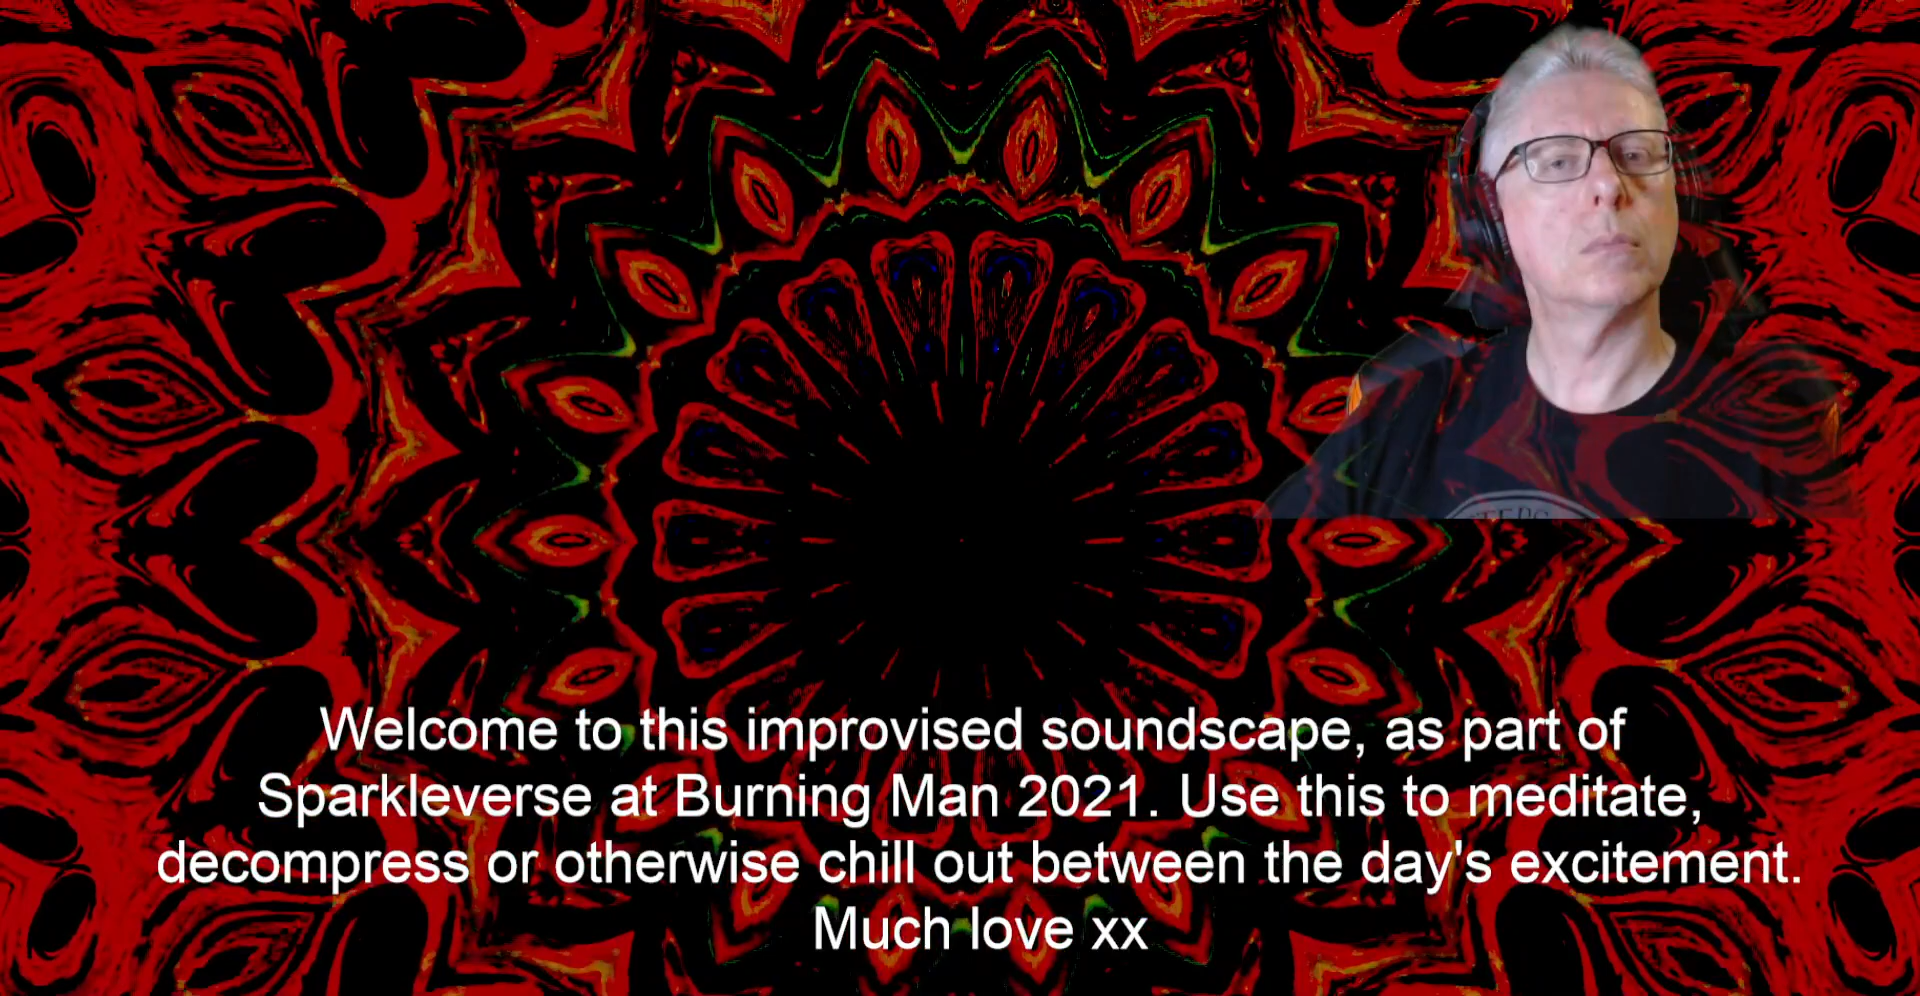 Welcome to this improvised soundscape, as part of
Sparkleverse at Burning Man 2021. Use this to meditate,
decompress or otherwise chill out between the day's excitement.
Much love xx